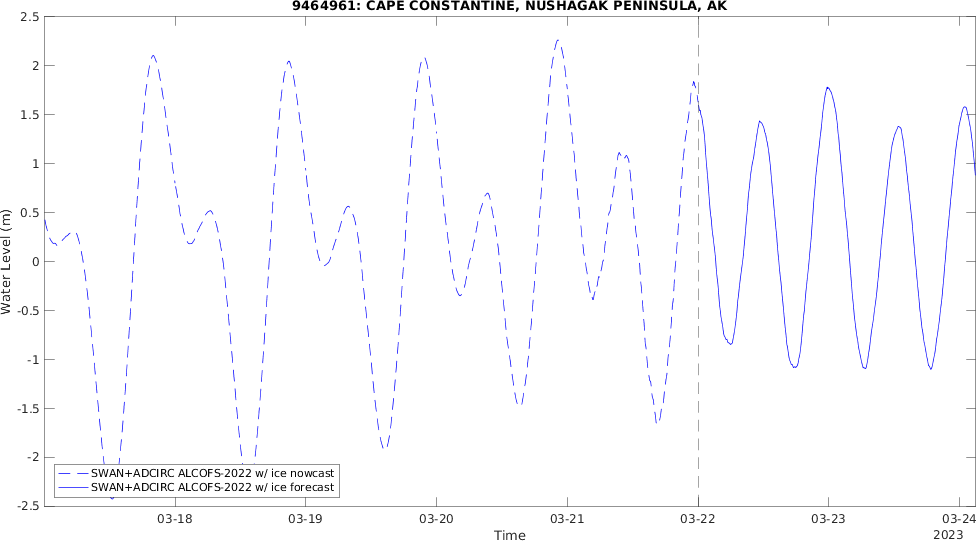 9464961: CAPE CONSTANTINE, NUSHAGAK PENINSULA, AK
2.5
2
1.5
1
0.5
0
-0.5
-1
-1.5
-2
-2.5
Water Level (m)
SWAN+ADCIRC ALCOFS-2022 w/ ice nowcast
SWAN+ADCIRC ALCOFS-2022 w/ ice forecast
03-18 03-19 03-20 03-21 03-22 03-23 03-24
Time
2023